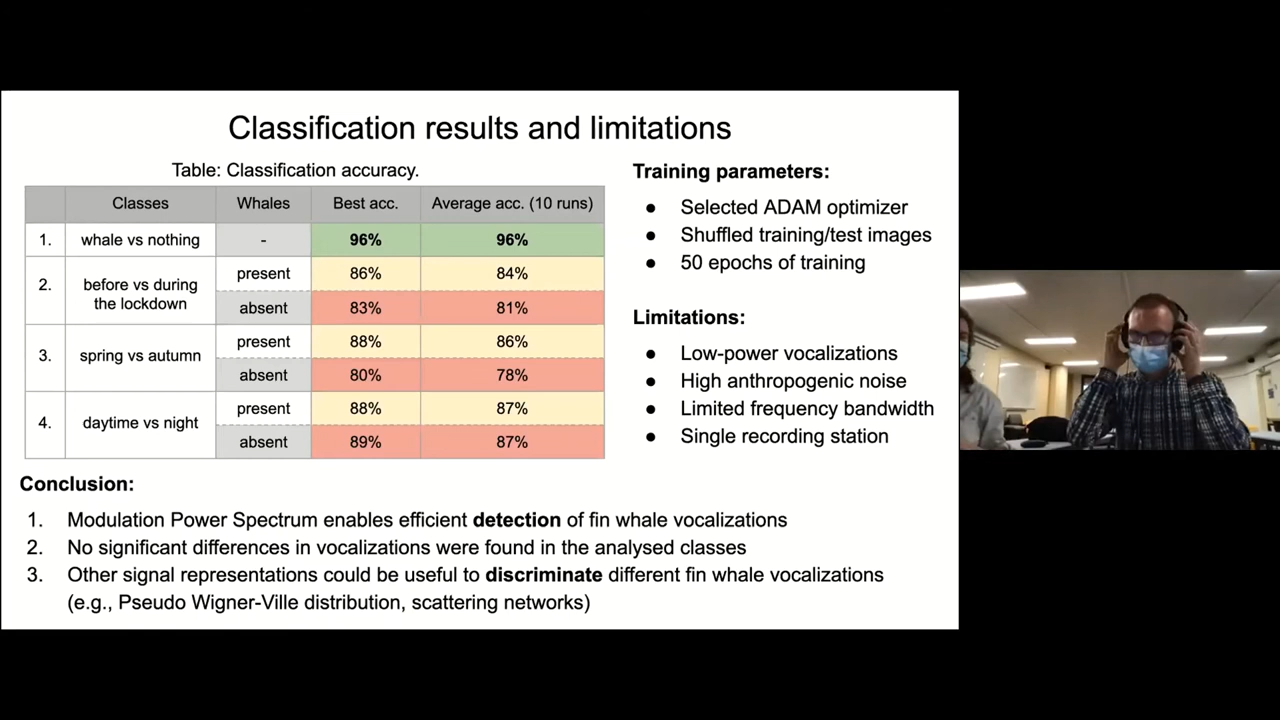 Classification results and limitations
Table: Classification accuracy.
Classes Whales Best acc. Average acc. (10 runs)
1. whale vs nothing - 96% 96%
2. before vs during the lockdown present 86% 84%
absent 83% 81%
3. spring vs autumn present 88% 86%
absent 80% 78%
4. daytime vs night present 88% 87%
absent 89% 87%
Training parameters:
● Selected ADAM optimizer
● Shuffled training/test images
● 50 epochs of training
Limitations:
● Low-power vocalizations
● High anthropogenic noise
● Limited frequency bandwidth
● Single recording station
Conclusion:
1. Modulation Power Spectrum enables efficient detection of fin whale vocalizations
2. No significant differences in vocalizations were found in the analysed classes
3. Other signal representations could be useful to discriminate different fin whale vocalizations
(e.g., Pseudo Wigner-Ville distribution, scattering networks)